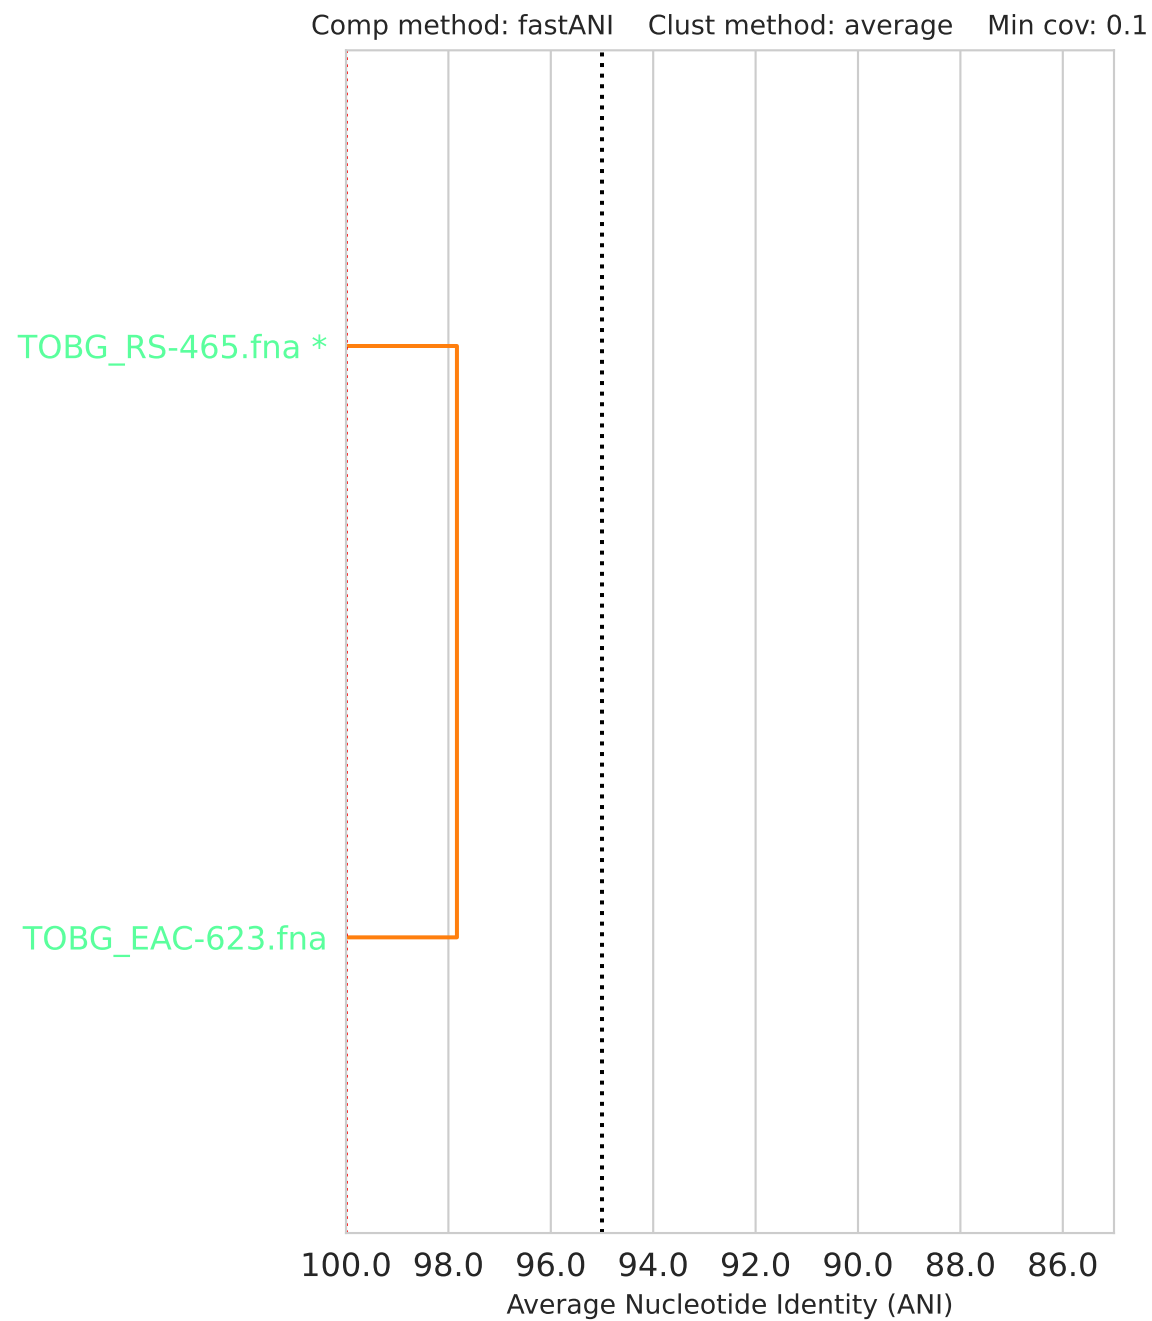 Comp method: fastANI    Clust method: average    Min cov: 0.1
TOBG_RS-465.fna *
TOBG_EAC-623.fna
100.0 98.0 96.0 94.0 92.0 90.0 88.0 86.0
Average Nucleotide Identity (ANI)